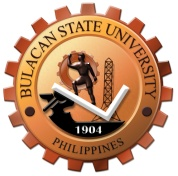 BULACAN STATE UNIVERSITY
1904
PHILIPPINES